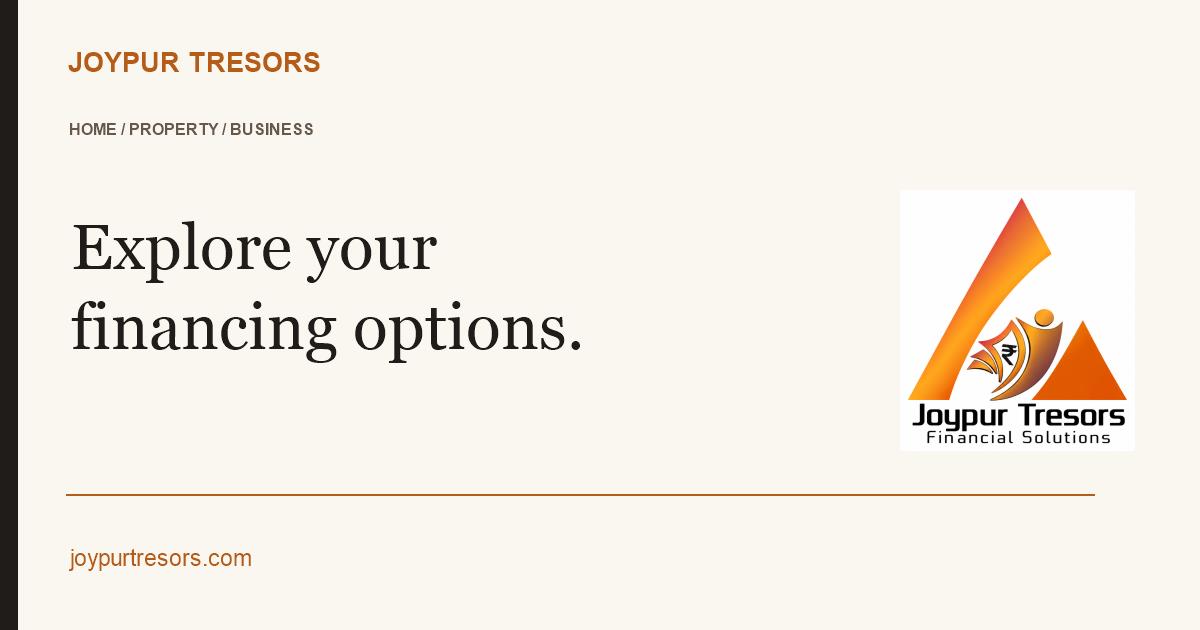 JOYPUR TRESORS
HOME / PROPERTY / BUSINESS
Explore your
financing options.
₹
Joypur Tresors
Financial Solutions
joypurtresors.com